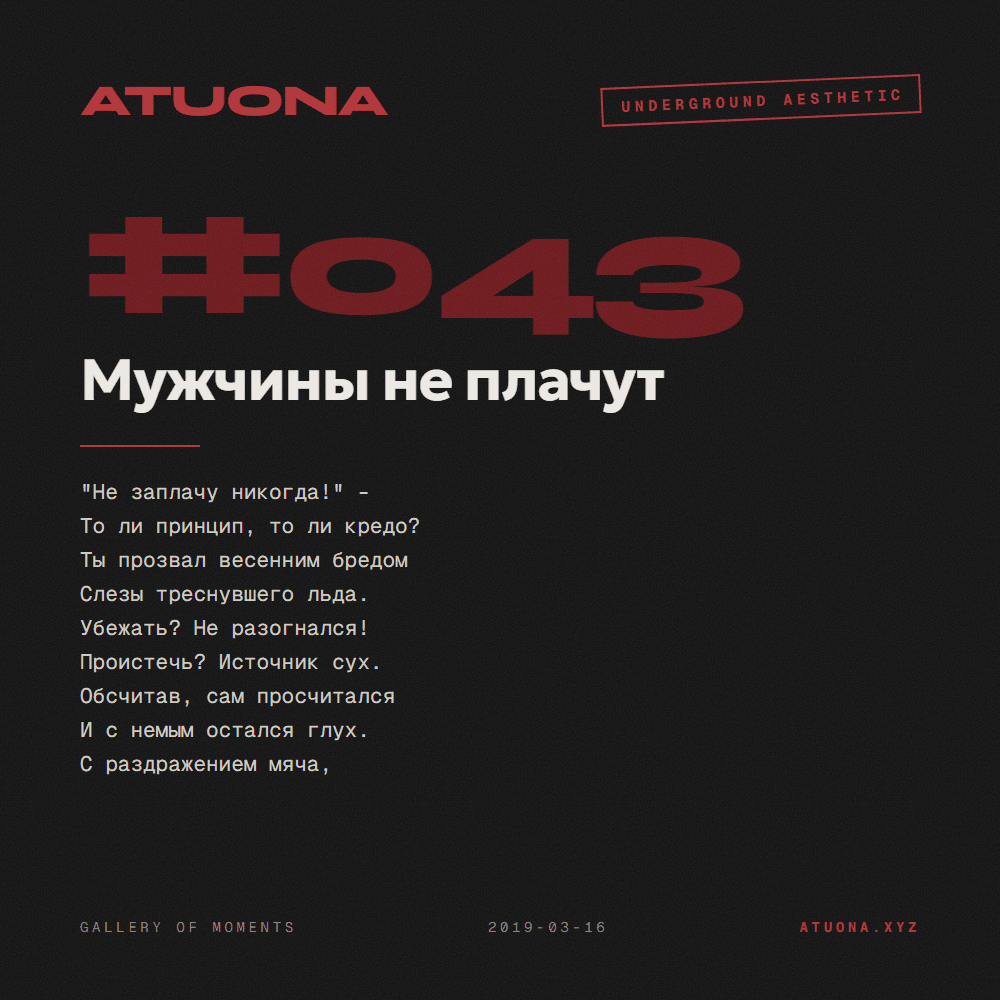 ATUONA
UNDERGROUND AESTHETIC
#043
Мужчины не плачут
"Не заплачу никогда!" -
То ли принцип, то ли кредо?
Ты прозвал весенним бредом
Слезы треснувшего льда.
Убежать? Не разогнался!
Проистечь? Источник сух.
Обсчитав, сам просчитался
И с немым остался глух.
С раздражением мяча,
GALLERY OF MOMENTS
2019-03-16
ATUONA.XYZ